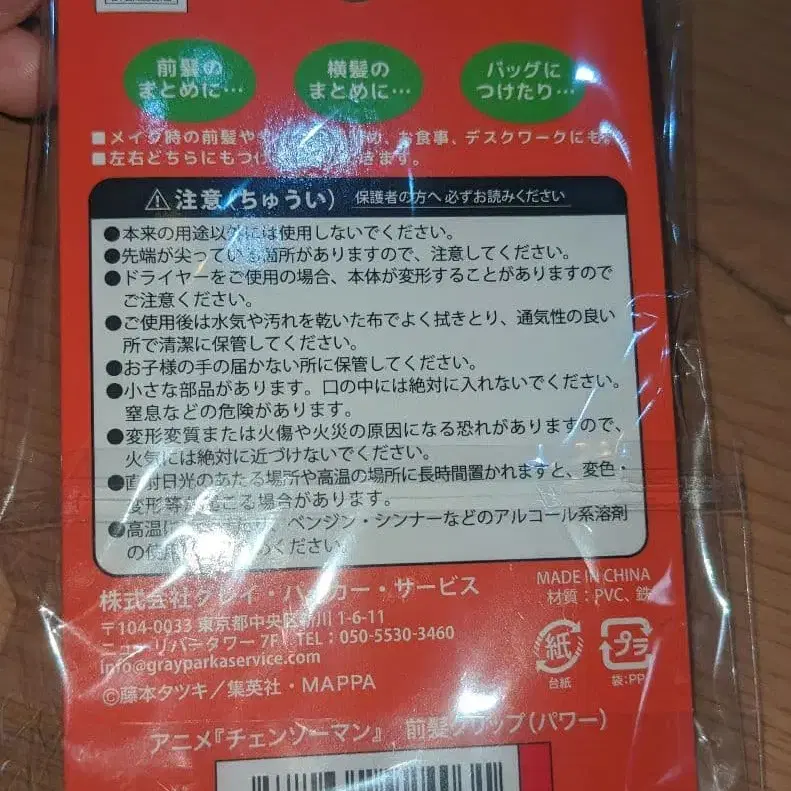 前髪の
まとめに…
横髪の
まとめに…
バッグに
つけたり…
■メイク時の前髪や め、お食事、デスクワークにも。
■左右どちらにもつけ きます。
⚠注意(ちゅうい) 保護者の方へ 必ずお読みください
●本来の用途以外には使用しないでください。
●先端が尖っている箇所がありますので、注意してください。
●ドライヤーをご使用の場合、本体が変形することがありますので
ご注意ください。
●ご使用後は水気や汚れを乾いた布でよく拭きとり、通気性の良い
所で清潔に保管してください。
●お子様の手の届かない所に保管してください。
●小さな部品があります。口の中には絶対に入れないでください。
窒息などの危険があります。
●変形変質または火傷や火災の原因になる恐れがありますので、
火気には絶対に近づけないでください。
●直射日光のあたる場所や高温の場所に長時間置かれますと、変色・
変形等が起こる場合があります。
●高温に ベンジン・シンナーなどのアルコール系溶剤
の使 ください。
株式会社グレイ・パーカー・サービス
〒104-0033 東京都中央区新川 1-6-11
ニューリバータワー 7F TEL：050-5530-3460
info@grayparkaservice.com
©藤本タツキ／集英社・MAPPA
MADE IN CHINA
材質：PVC、鉄
紙
台紙
プラ
袋:PP
アニメ『チェンソーマン』 前髪クリップ(パワー)